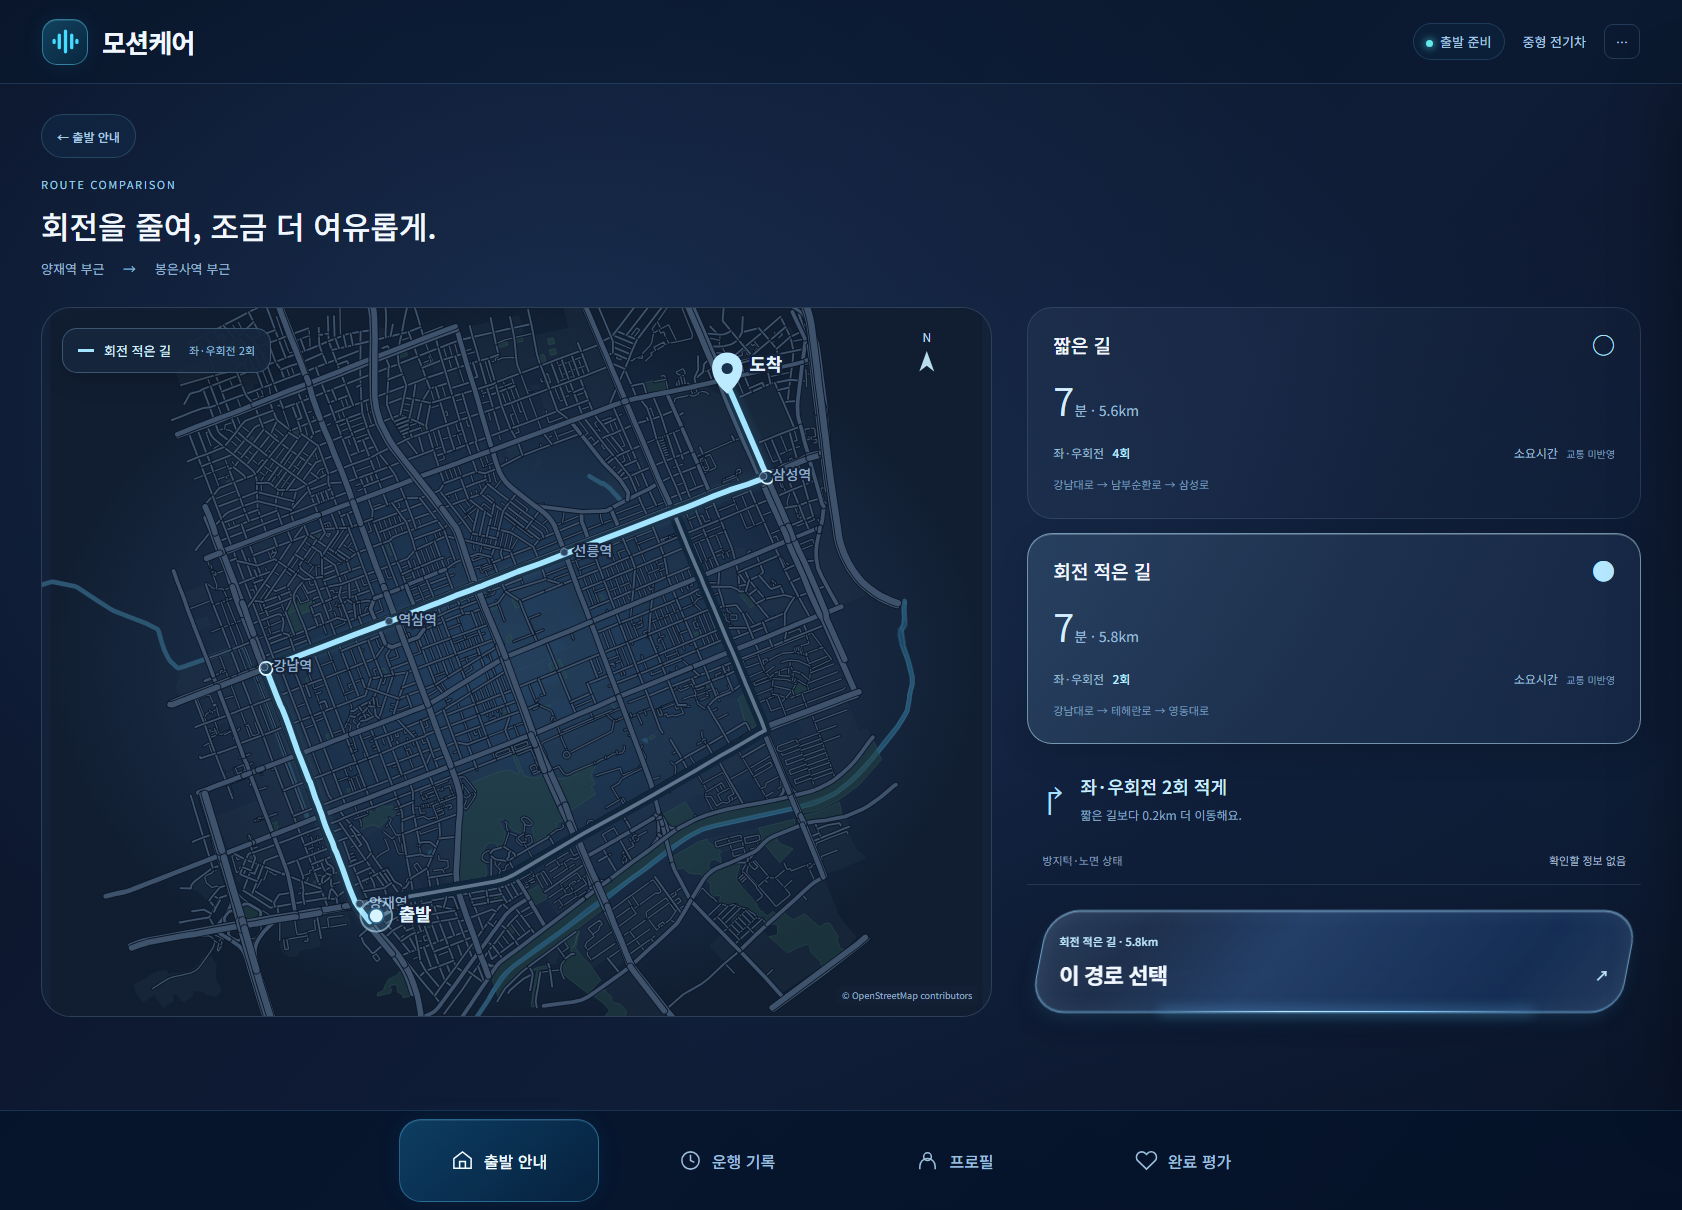 모션케어
출발 준비
중형 전기차
...
← 출발 안내
ROUTE COMPARISON
회전을 줄여, 조금 더 여유롭게.
양재역 부근 → 봉은사역 부근
회전 적은 길 좌·우회전 2회
N
도착
삼성역
선릉역
역삼역
강남역
양재역
출발
© OpenStreetMap contributors
짧은 길
7분 · 5.6km
좌·우회전 4회
소요시간 교통 미반영
강남대로 → 남부순환로 → 삼성로
회전 적은 길
7분 · 5.8km
좌·우회전 2회
소요시간 교통 미반영
강남대로 → 테헤란로 → 영동대로
좌·우회전 2회 적게
짧은 길보다 0.2km 더 이동해요.
방지턱·노면 상태
확인할 정보 없음
회전 적은 길 · 5.8km
이 경로 선택 ↗
출발 안내
운행 기록
프로필
완료 평가